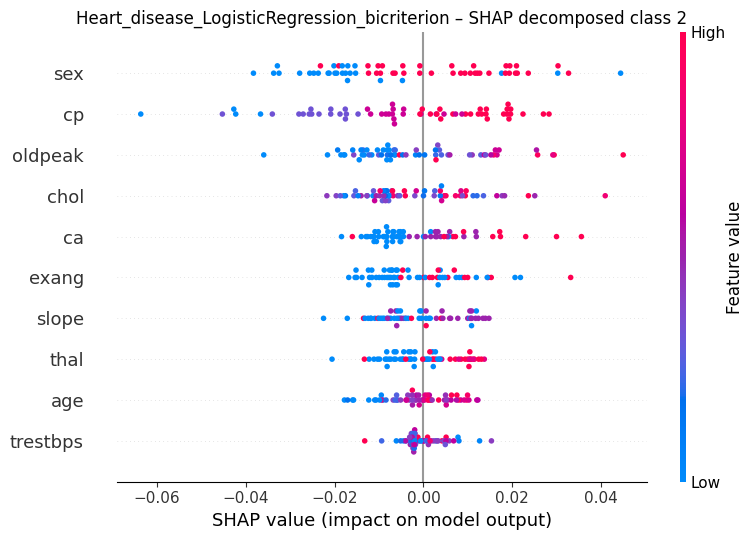 Heart_disease_LogisticRegression_bicriterion – SHAP decomposed class 2
High
sex
cp
oldpeak
chol
ca
exang
slope
thal
age
trestbps
Feature value
Low
−0.06 −0.04 −0.02 0.00 0.02 0.04
SHAP value (impact on model output)